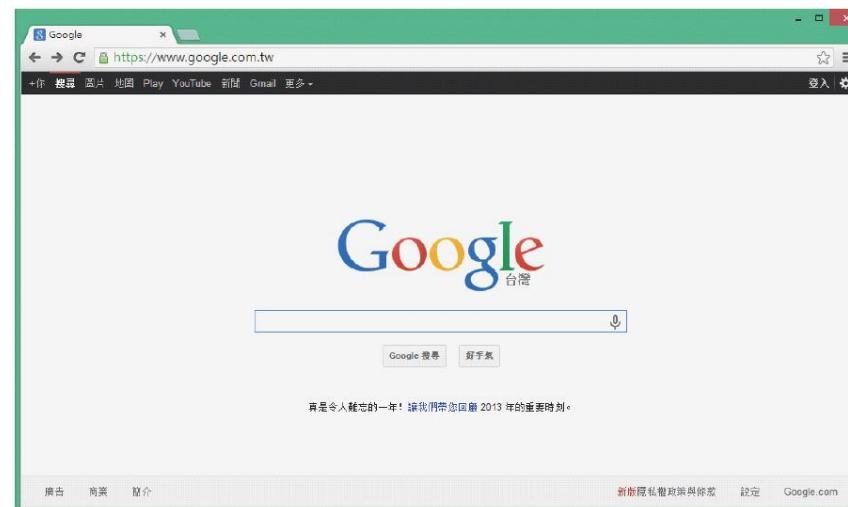 Google
https://www.google.com.tw
+你 搜尋 圖片 地圖 Play YouTube 新聞 Gmail 更多
登入
Google
台灣
Google 搜尋 好手氣
真是令人難忘的一年！讓我們帶您回顧 2013 年的重要時刻。
廣告 商業 簡介 新版隱私權政策與條款 設定 Google.com